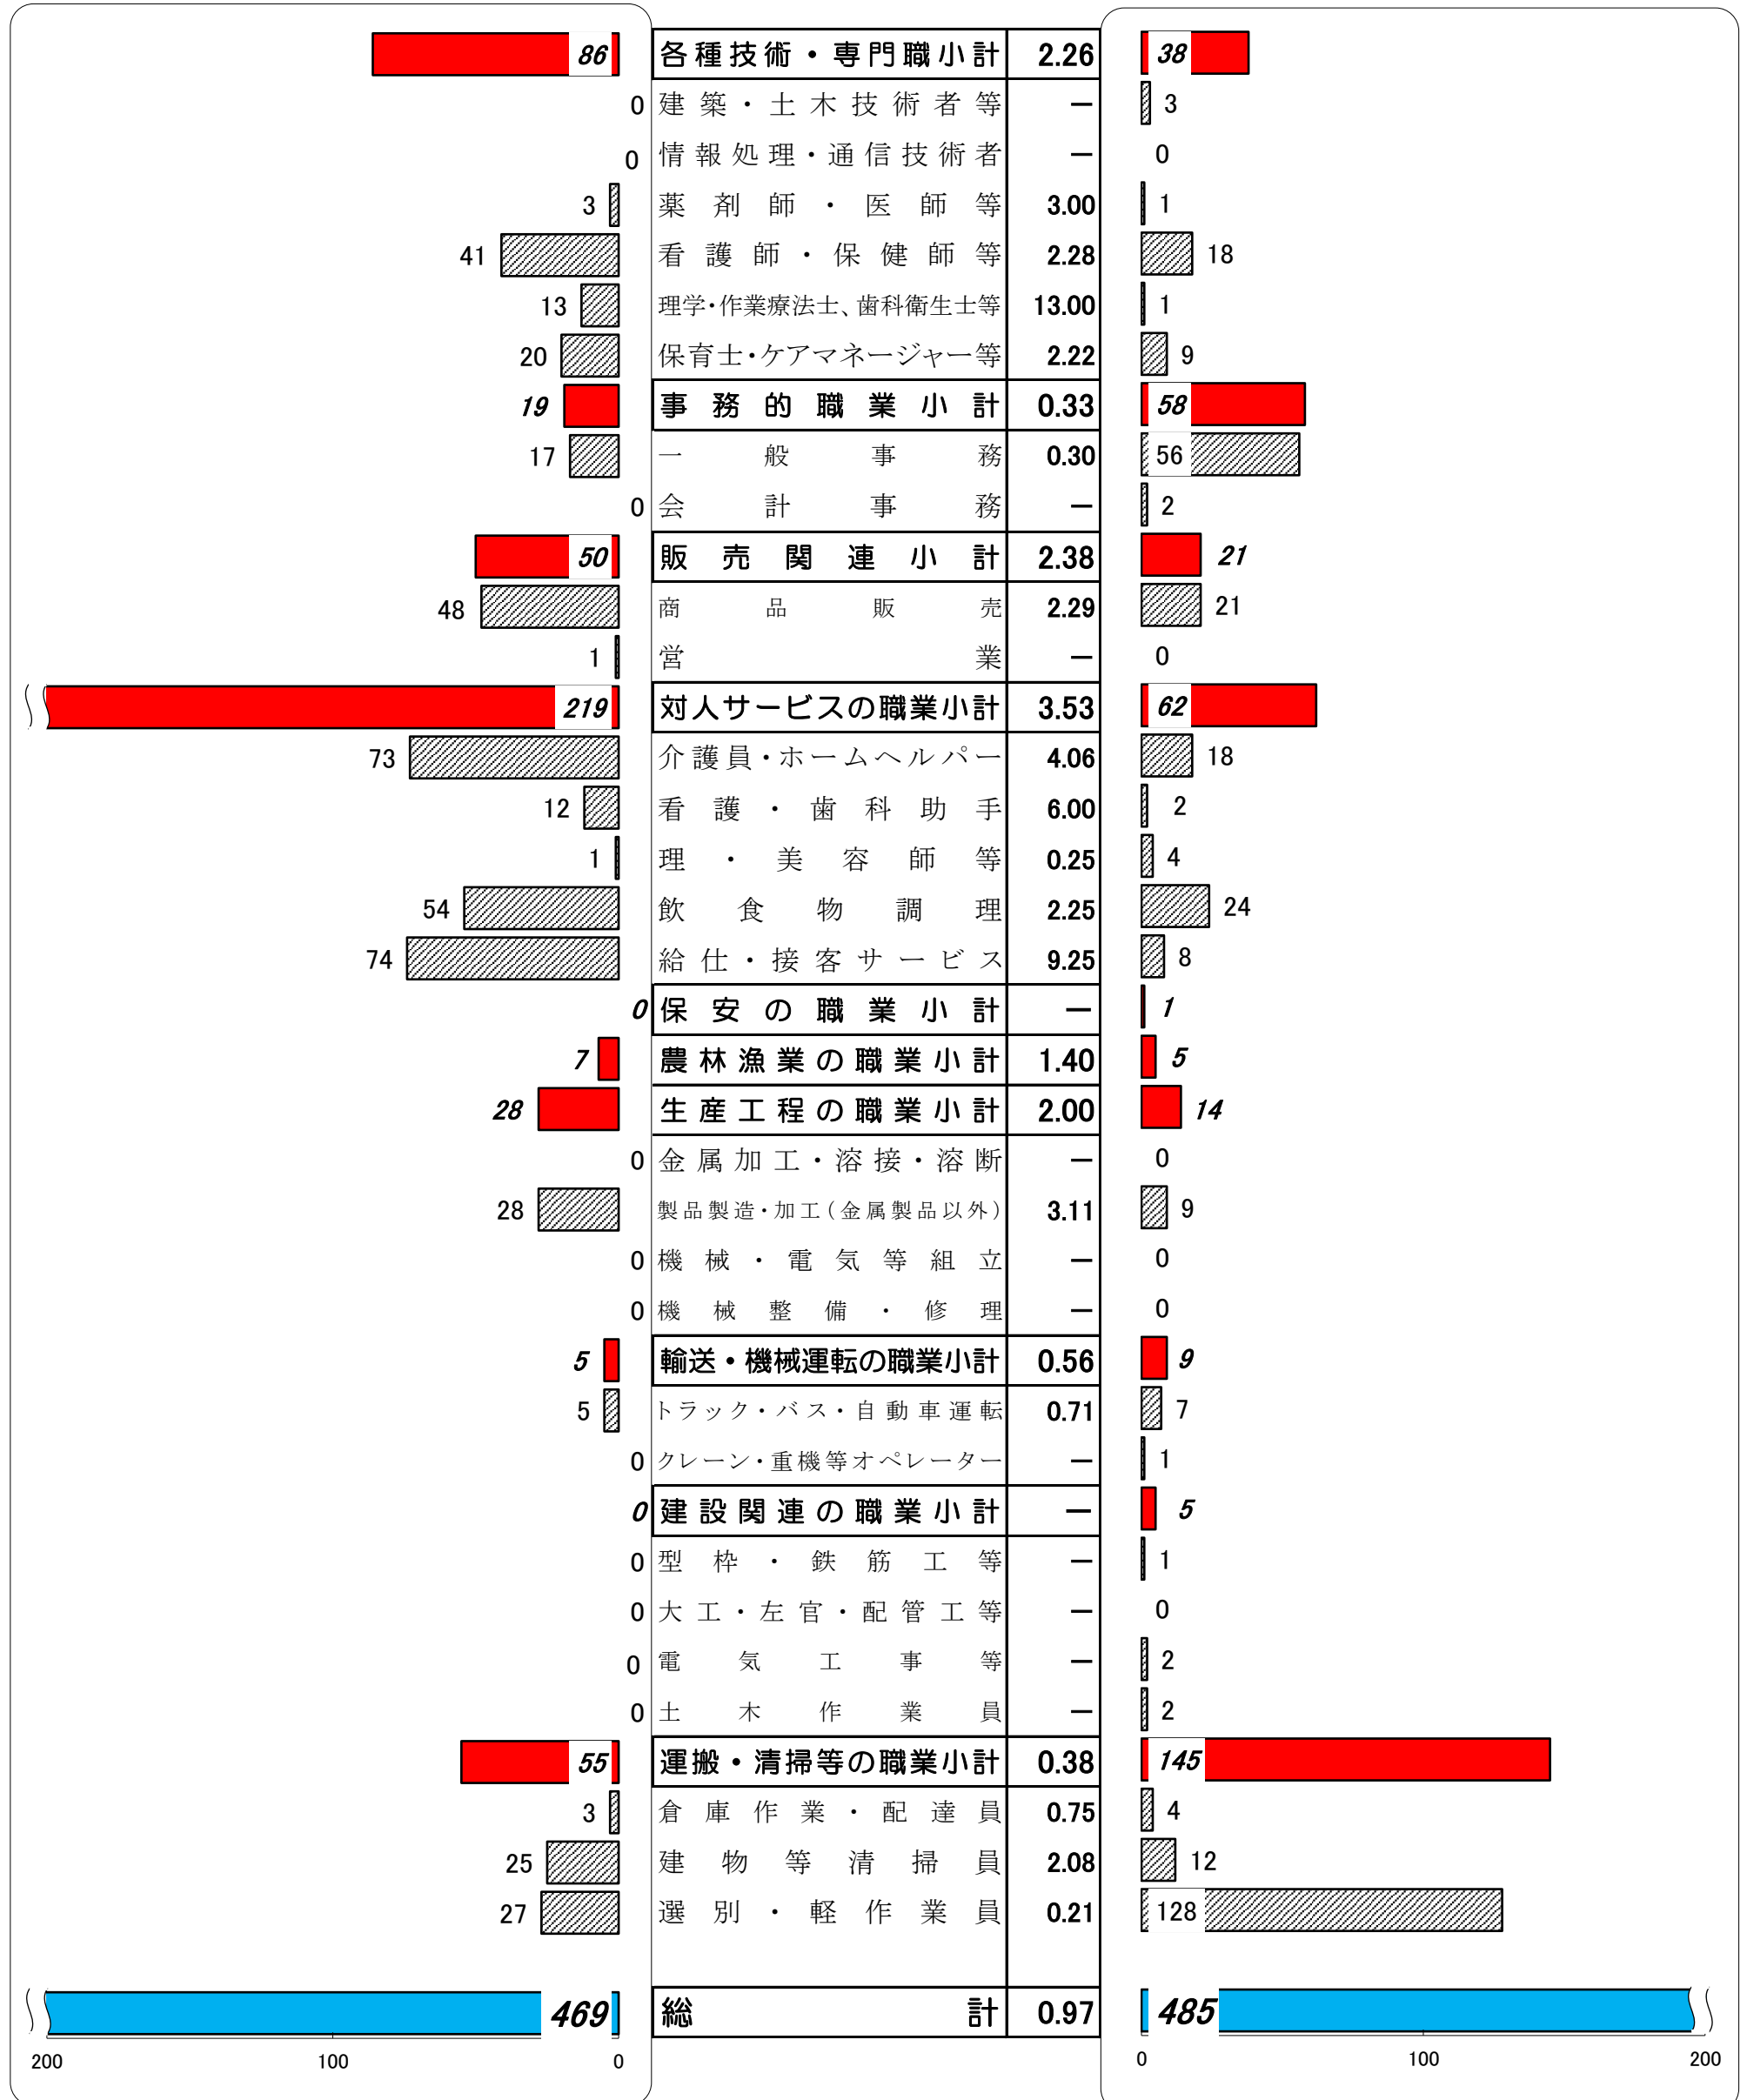 86 各種技術・専門職小計 2.26 38
0 建築・土木技術者等 ― 3
0 情報処理・通信技術者 ― 0
3 薬剤師・医師等 3.00 1
41 看護師・保健師等 2.28 18
13 理学・作業療法士、歯科衛生士等 13.00 1
20 保育士・ケアマネージャー等 2.22 9
19 事務的職業小計 0.33 58
17 一般事務 0.30 56
0 会計事務 ― 2
50 販売関連小計 2.38 21
48 商品販売 2.29 21
1 営業 ― 0
219 対人サービスの職業小計 3.53 62
73 介護員・ホームヘルパー 4.06 18
12 看護・歯科助手 6.00 2
1 理・美容師等 0.25 4
54 飲食物調理 2.25 24
74 給仕・接客サービス 9.25 8
0 保安の職業小計 ― 1
7 農林漁業の職業小計 1.40 5
28 生産工程の職業小計 2.00 14
0 金属加工・溶接・溶断 ― 0
28 製品製造・加工(金属製品以外) 3.11 9
0 機械・電気等組立 ― 0
0 機械整備・修理 ― 0
5 輸送・機械運転の職業小計 0.56 9
5 トラック・バス・自動車運転 0.71 7
0 クレーン・重機等オペレーター ― 1
0 建設関連の職業小計 ― 5
0 型枠・鉄筋工等 ― 1
0 大工・左官・配管工等 ― 0
0 電気工事等 ― 2
0 土木作業員 ― 2
55 運搬・清掃等の職業小計 0.38 145
3 倉庫作業・配達員 0.75 4
25 建物等清掃員 2.08 12
27 選別・軽作業員 0.21 128
469 総計 0.97 485
200 100 0 0 100 200